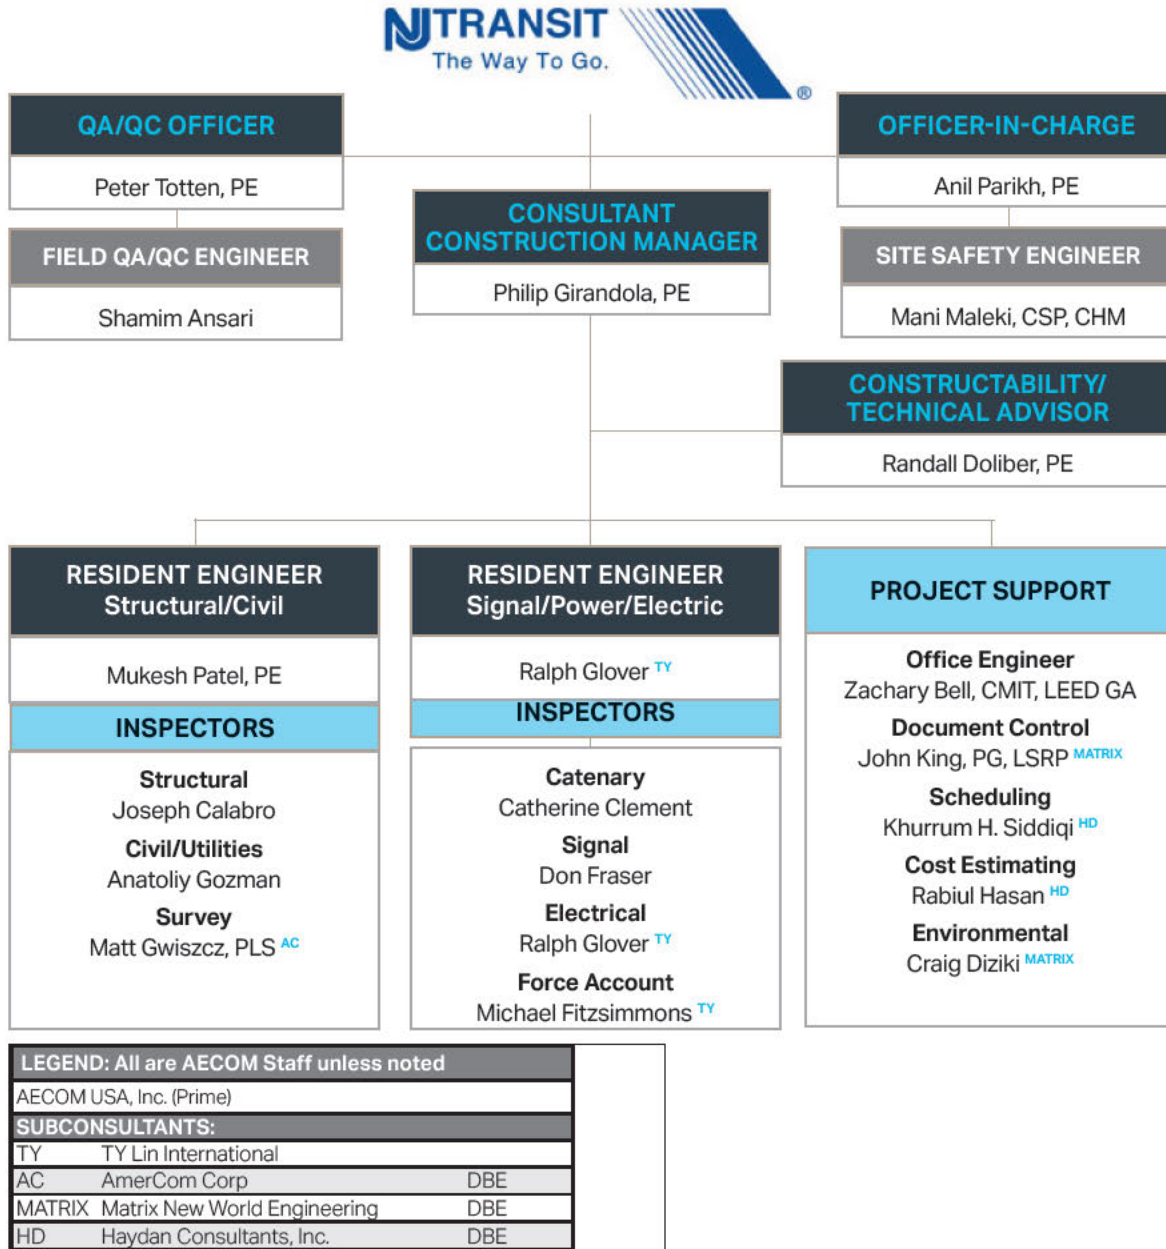 NJTRANSIT
The Way To Go.
®
QA/QC OFFICER
Peter Totten, PE
FIELD QA/QC ENGINEER
Shamim Ansari
CONSULTANT
CONSTRUCTION MANAGER
Philip Girandola, PE
OFFICER-IN-CHARGE
Anil Parikh, PE
SITE SAFETY ENGINEER
Mani Maleki, CSP, CHM
CONSTRUCTABILITY/
TECHNICAL ADVISOR
Randall Doliber, PE
RESIDENT ENGINEER
Structural/Civil
Mukesh Patel, PE
INSPECTORS
Structural
Joseph Calabro
Civil/Utilities
Anatoliy Gozman
Survey
Matt Gwiszcz, PLS AC
RESIDENT ENGINEER
Signal/Power/Electric
Ralph Glover TY
INSPECTORS
Catenary
Catherine Clement
Signal
Don Fraser
Electrical
Ralph Glover TY
Force Account
Michael Fitzsimmons TY
PROJECT SUPPORT
Office Engineer
Zachary Bell, CMIT, LEED GA
Document Control
John King, PG, LSRP MATRIX
Scheduling
Khurrum H. Siddiqi HD
Cost Estimating
Rabiul Hasan HD
Environmental
Craig Diziki MATRIX
LEGEND: All are AECOM Staff unless noted
AECOM USA, Inc. (Prime)
SUBCONSULTANTS:
TY TY Lin International
AC AmerCom Corp DBE
MATRIX Matrix New World Engineering DBE
HD Haydan Consultants, Inc. DBE